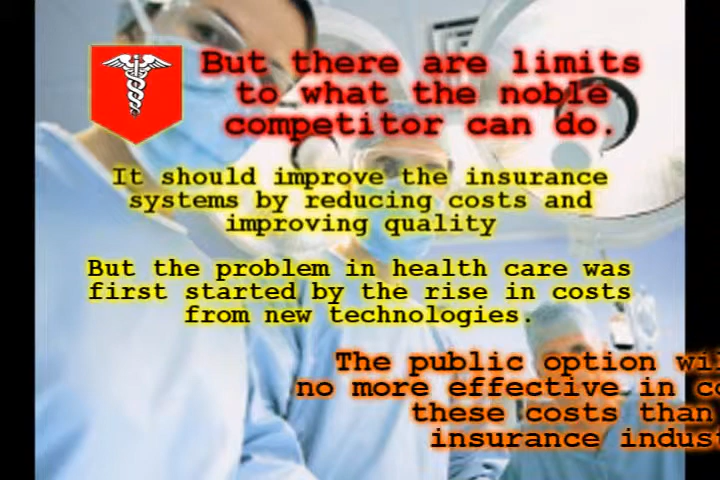 But there are limits
to what the noble
competitor can do.
It should improve the insurance
systems by reducing costs and
improving quality
But the problem in health care was
first started by the rise in costs
from new technologies.
The public option
no more effective in
these costs than
insurance